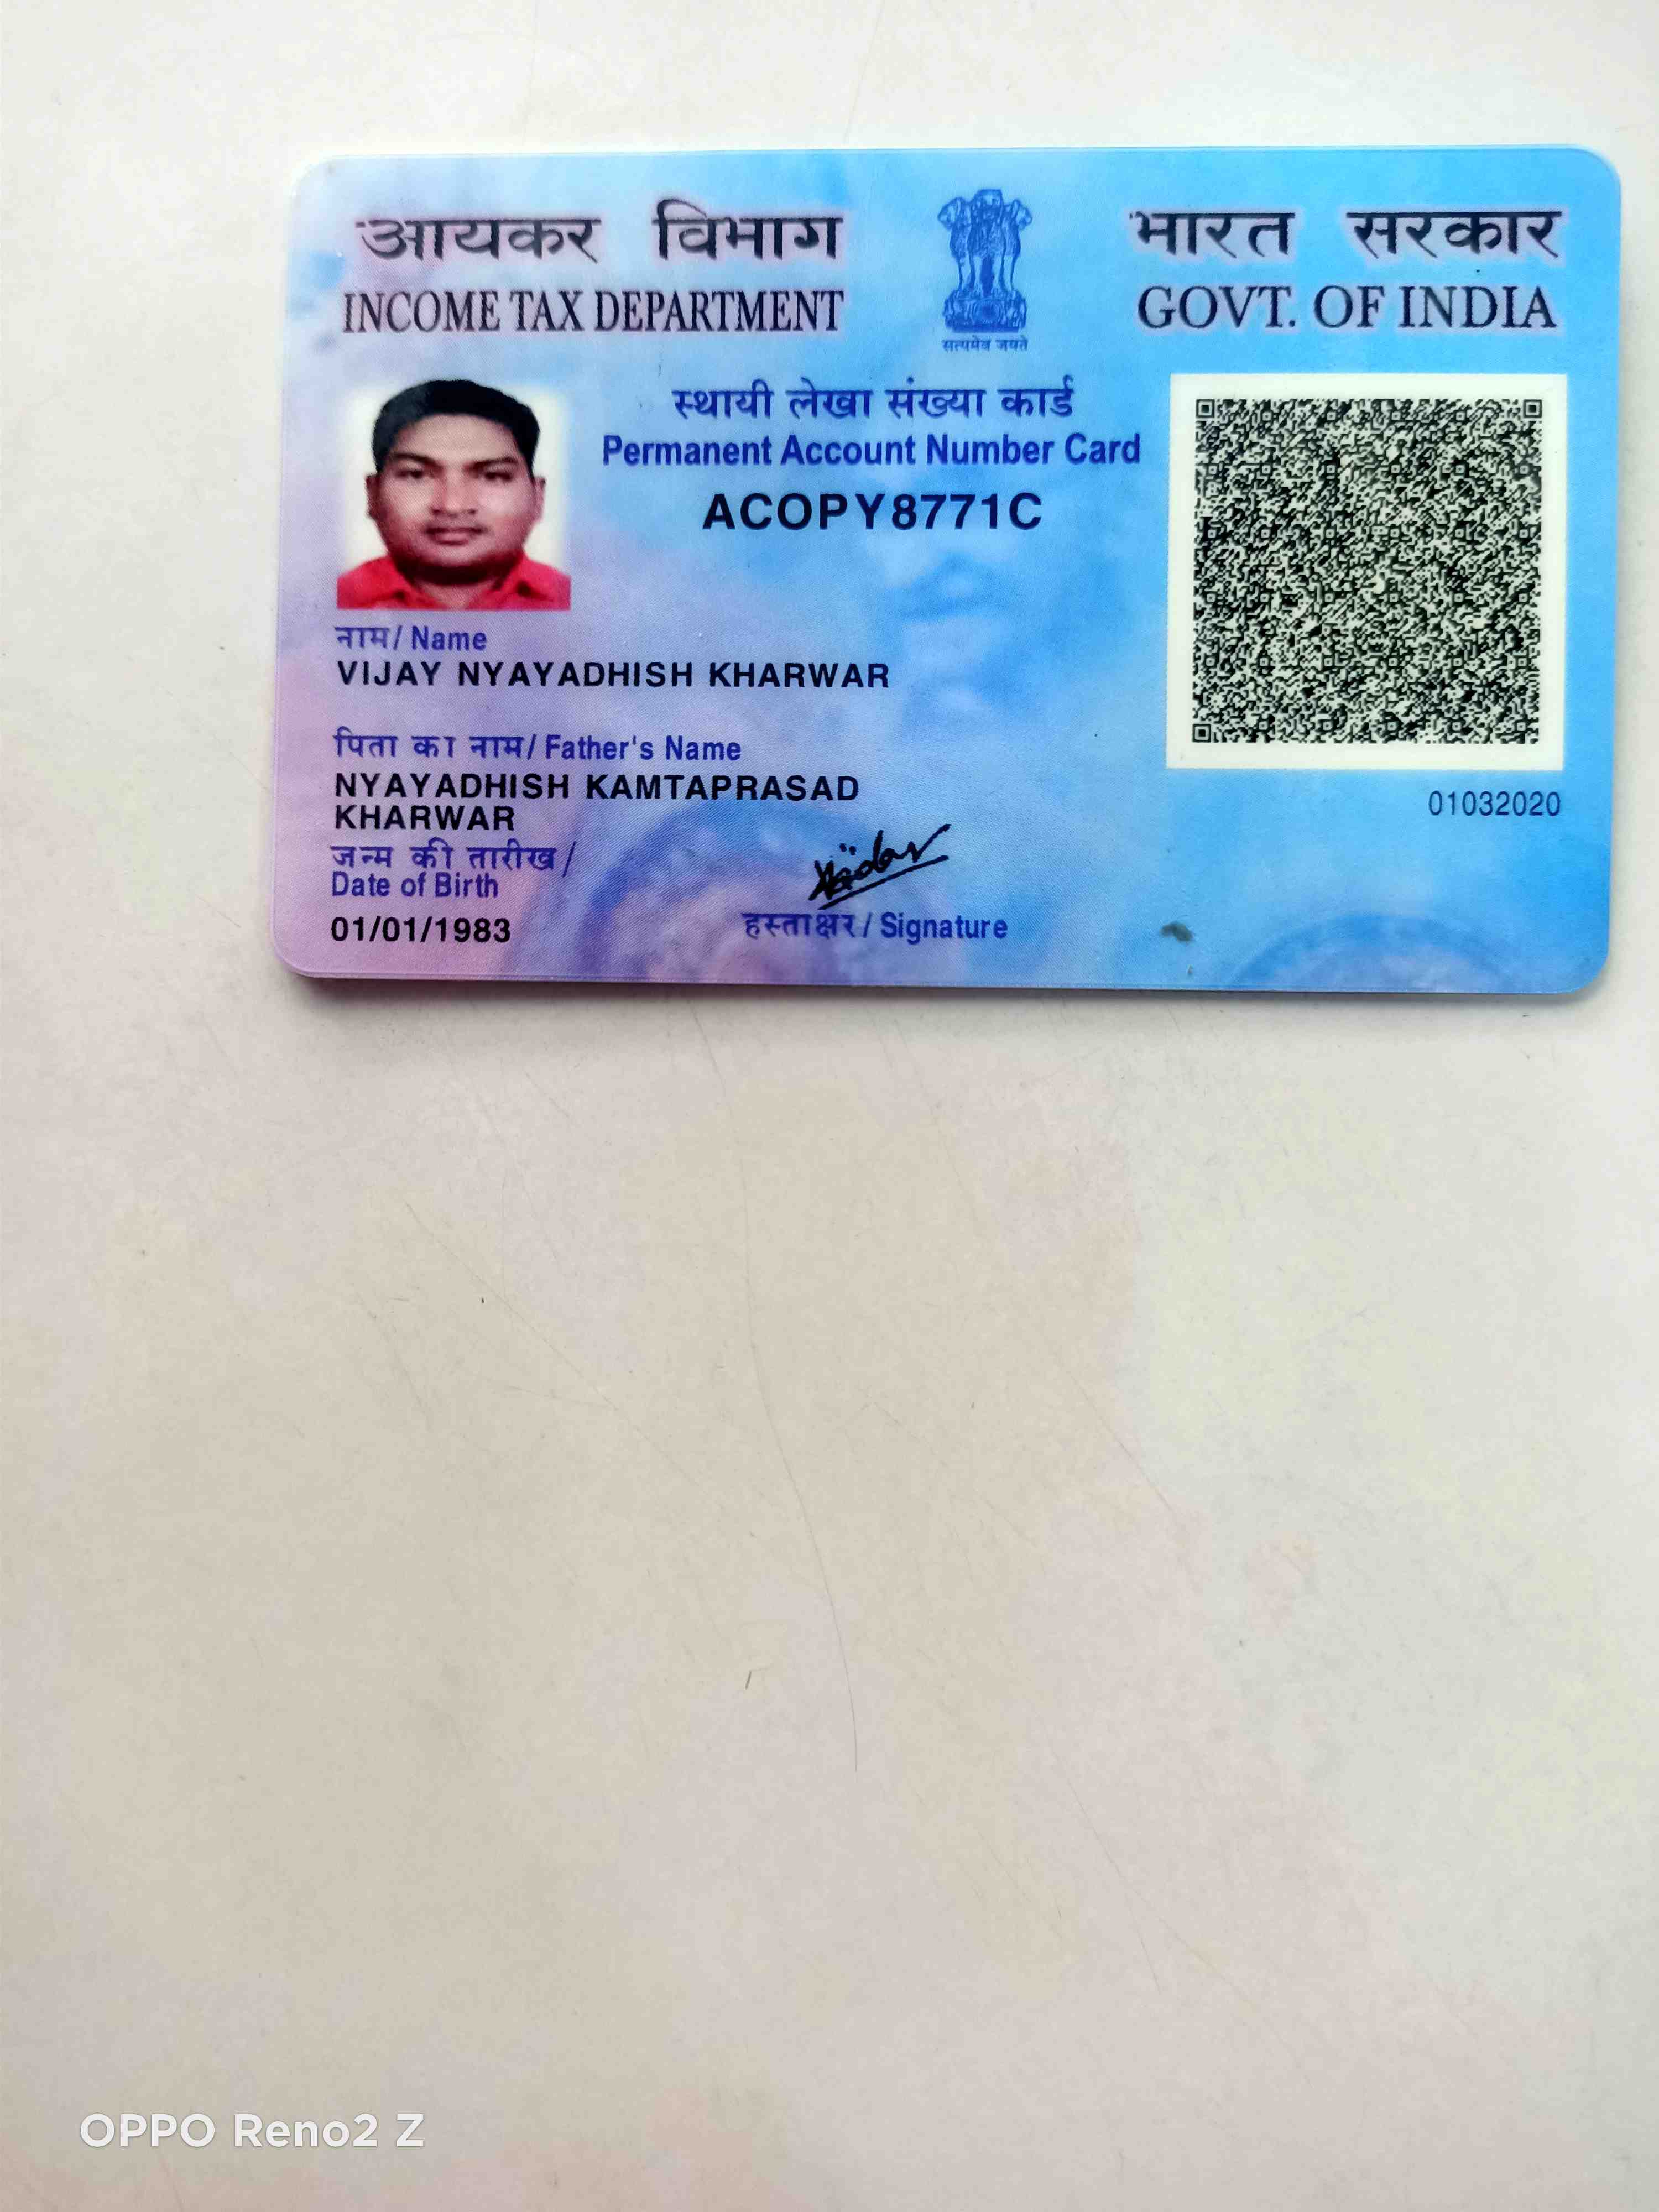 आयकर विभाग
INCOME TAX DEPARTMENT
सत्यमेव जयते
भारत सरकार
GOVT. OF INDIA
स्थायी लेखा संख्या कार्ड
Permanent Account Number Card
ACOPY8771C
नाम/ Name
VIJAY NYAYADHISH KHARWAR
पिता का नाम/ Father's Name
NYAYADHISH KAMTAPRASAD
KHARWAR
जन्म की तारीख /
Date of Birth
01/01/1983
हस्ताक्षर / Signature
01032020
OPPO Reno2 Z